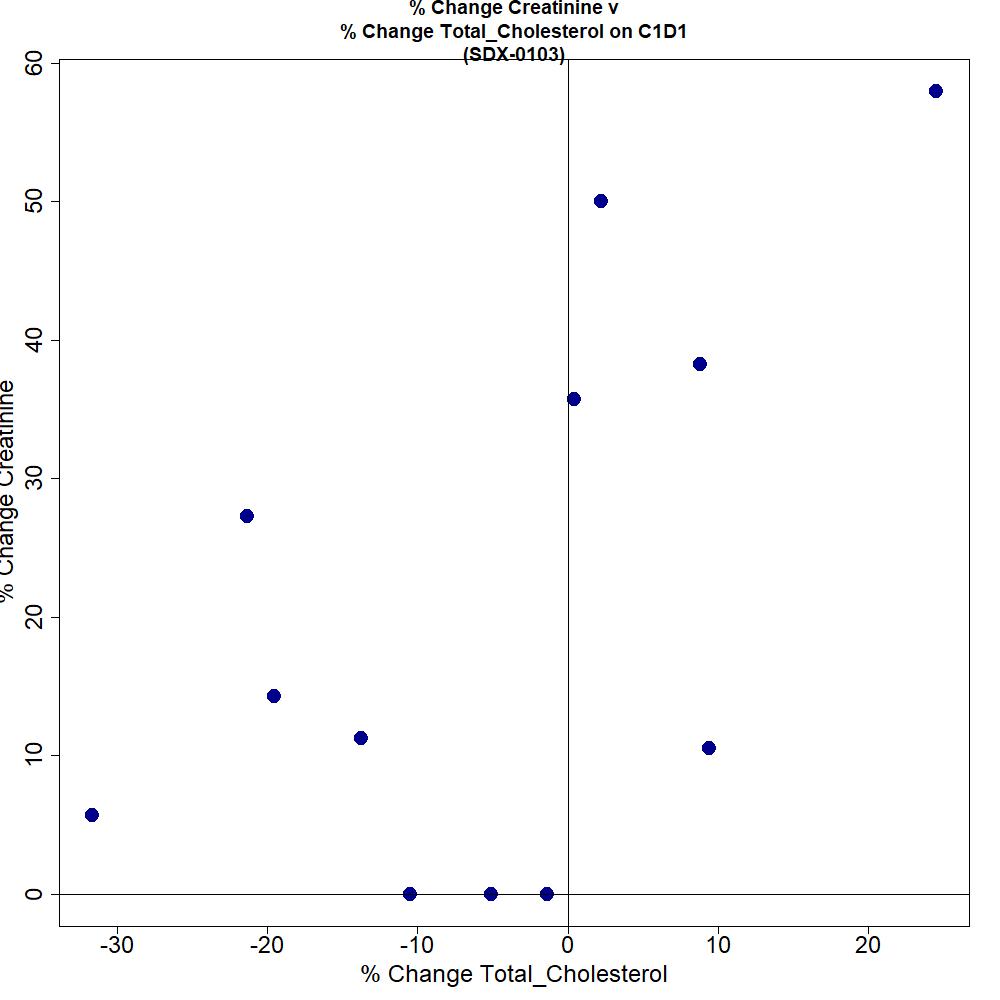 % Change Creatinine v
% Change Total_Cholesterol on C1D1
(SDX-0103)
60
50
40
30
20
10
0
% Change Creatinine
-30 -20 -10 0 10 20
% Change Total_Cholesterol